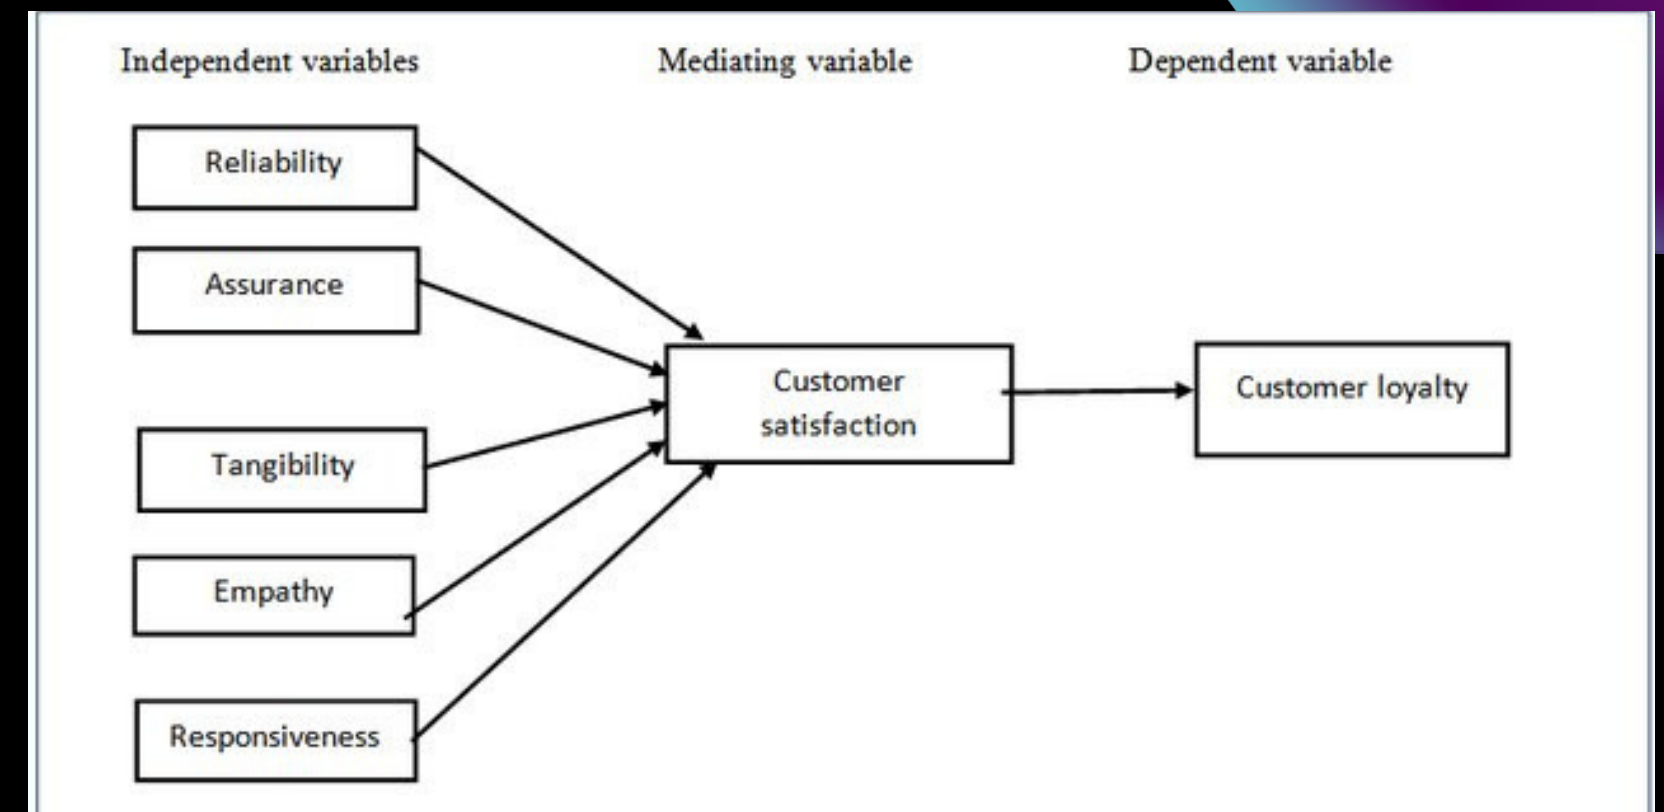 Independent variables
Mediating variable
Dependent variable
Reliability
Assurance
Tangibility
Empathy
Responsiveness
Customer
satisfaction
Customer loyalty